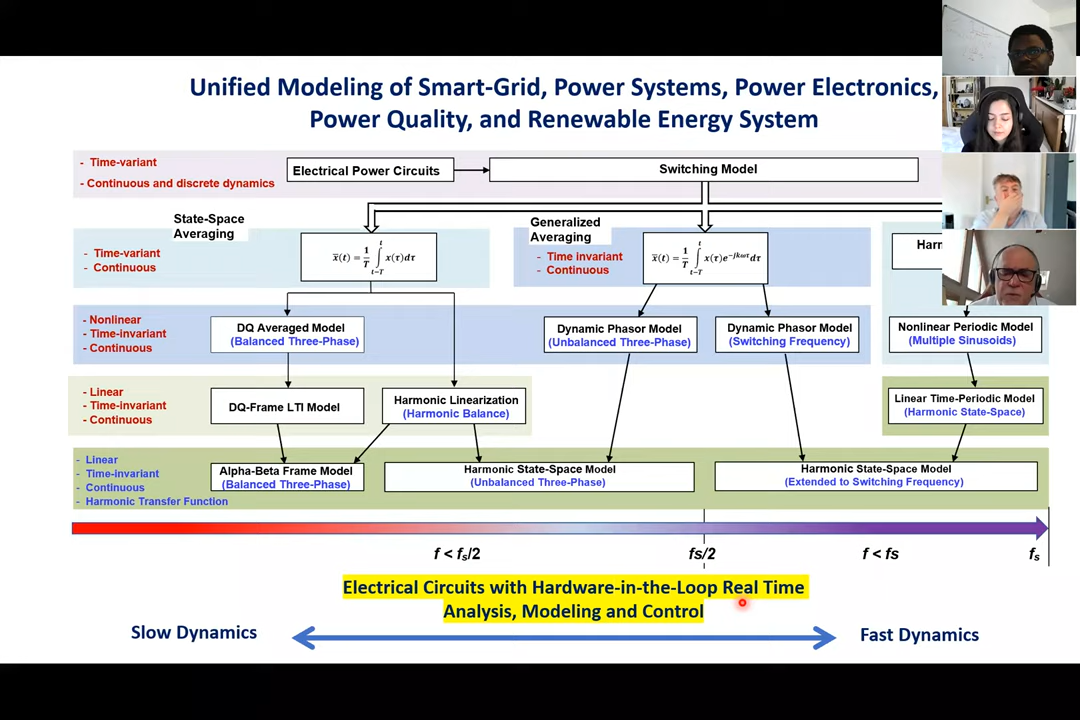 Unified Modeling of Smart-Grid, Power Systems, Power Electronics,
Power Quality, and Renewable Energy System
- Time-variant
- Continuous and discrete dynamics
Electrical Power Circuits
Switching Model
State-Space
Averaging
- Time-variant
- Continuous
x̄(t) = 1/T ∫ t-T t x(τ)dτ
Generalized
Averaging
- Time invariant
- Continuous
x̄(t) = 1/T ∫ t-T t x(τ)e^-jkωτ dτ
Harm
- Nonlinear
- Time-invariant
- Continuous
DQ Averaged Model
(Balanced Three-Phase)
Dynamic Phasor Model
(Unbalanced Three-Phase)
Dynamic Phasor Model
(Switching Frequency)
Nonlinear Periodic Model
(Multiple Sinusoids)
- Linear
- Time-invariant
- Continuous
DQ-Frame LTI Model
Harmonic Linearization
(Harmonic Balance)
Linear Time-Periodic Model
(Harmonic State-Space)
- Linear
- Time-invariant
- Continuous
- Harmonic Transfer Function
Alpha-Beta Frame Model
(Balanced Three-Phase)
Harmonic State-Space Model
(Unbalanced Three-Phase)
Harmonic State-Space Model
(Extended to Switching Frequency)
f < fs/2
fs/2
f < fs
fs
Electrical Circuits with Hardware-in-the-Loop Real Time
Analysis, Modeling and Control
Slow Dynamics
Fast Dynamics